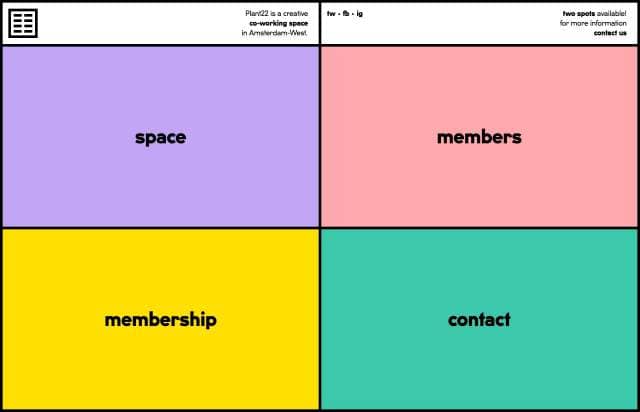 Plant22 is a creative
co-working space
in Amsterdam-West.
tw - fb - ig
two spots available!
for more information
contact us
space
members
membership
contact